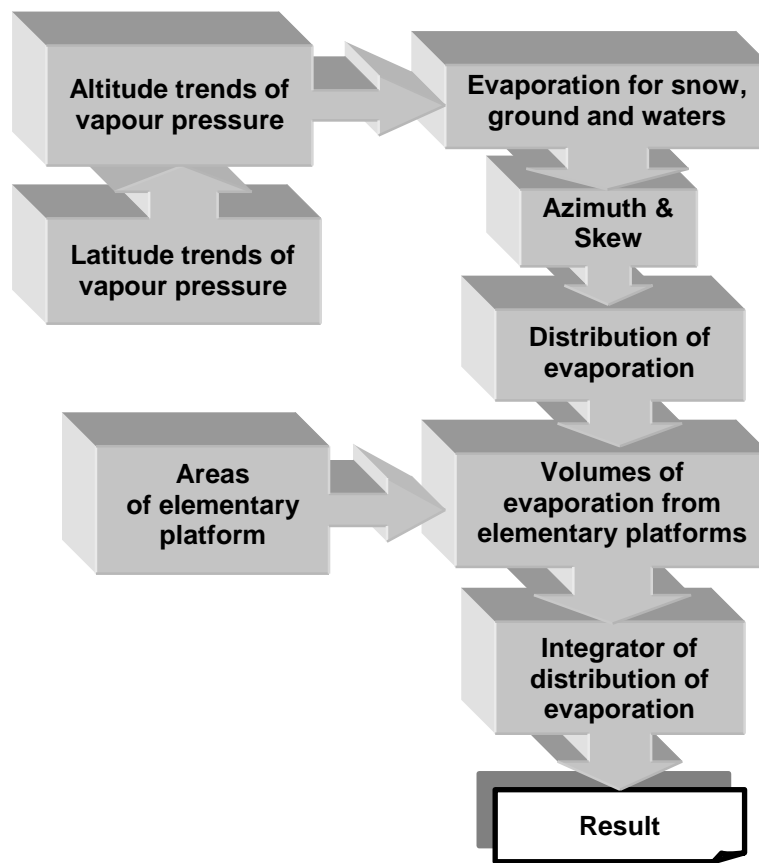 Altitude trends of
vapour pressure
Evaporation for snow,
ground and waters
Latitude trends of
vapour pressure
Azimuth &
Skew
Distribution of
evaporation
Areas
of elementary
platform
Volumes of
evaporation from
elementary platforms
Integrator of
distribution of
evaporation
Result